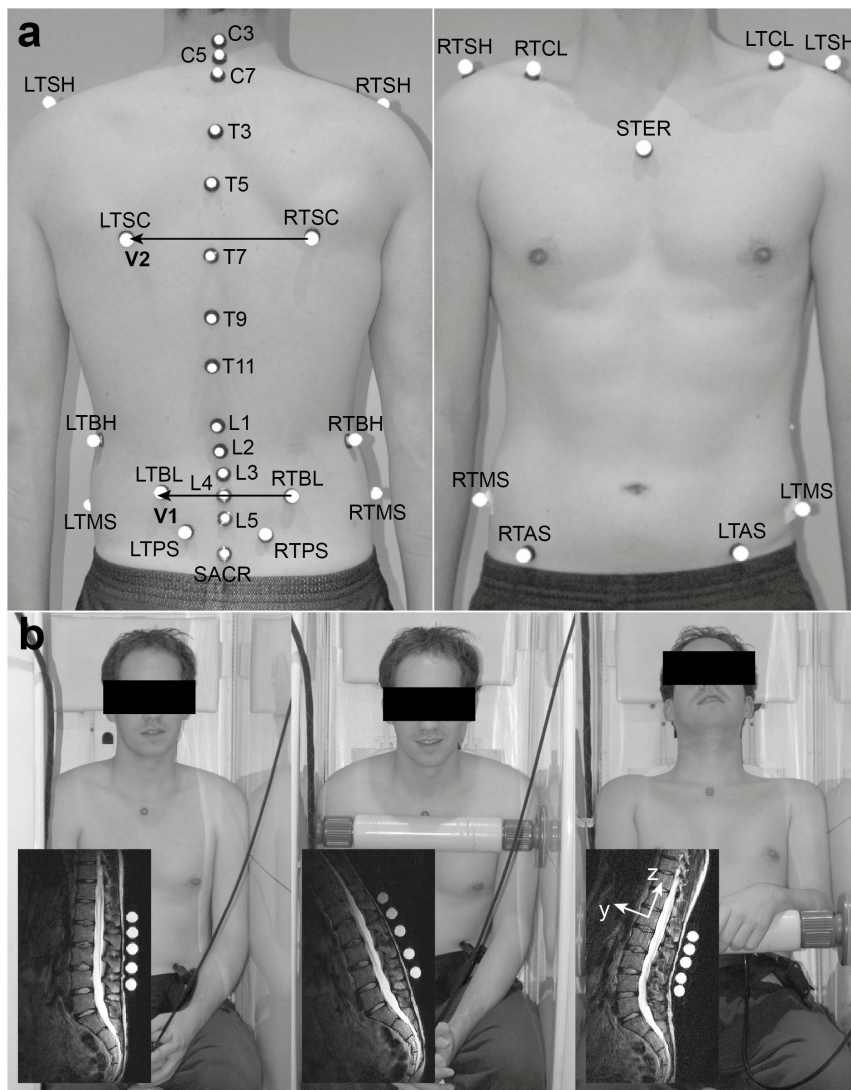 a
C3
C5
C7
LTSH
RTSH
T3
T5
LTSC
RTSC
V2
T7
T9
T11
L1
LTBH
RTBH
L2
L3
LTBL
L4
RTBL
V1
LTMS
L5
RTMS
LTPS
RTPS
SACR
RTSH
RTCL
LTCL
LTSH
STER
RTMS
LTMS
RTAS
LTAS
b
z
y